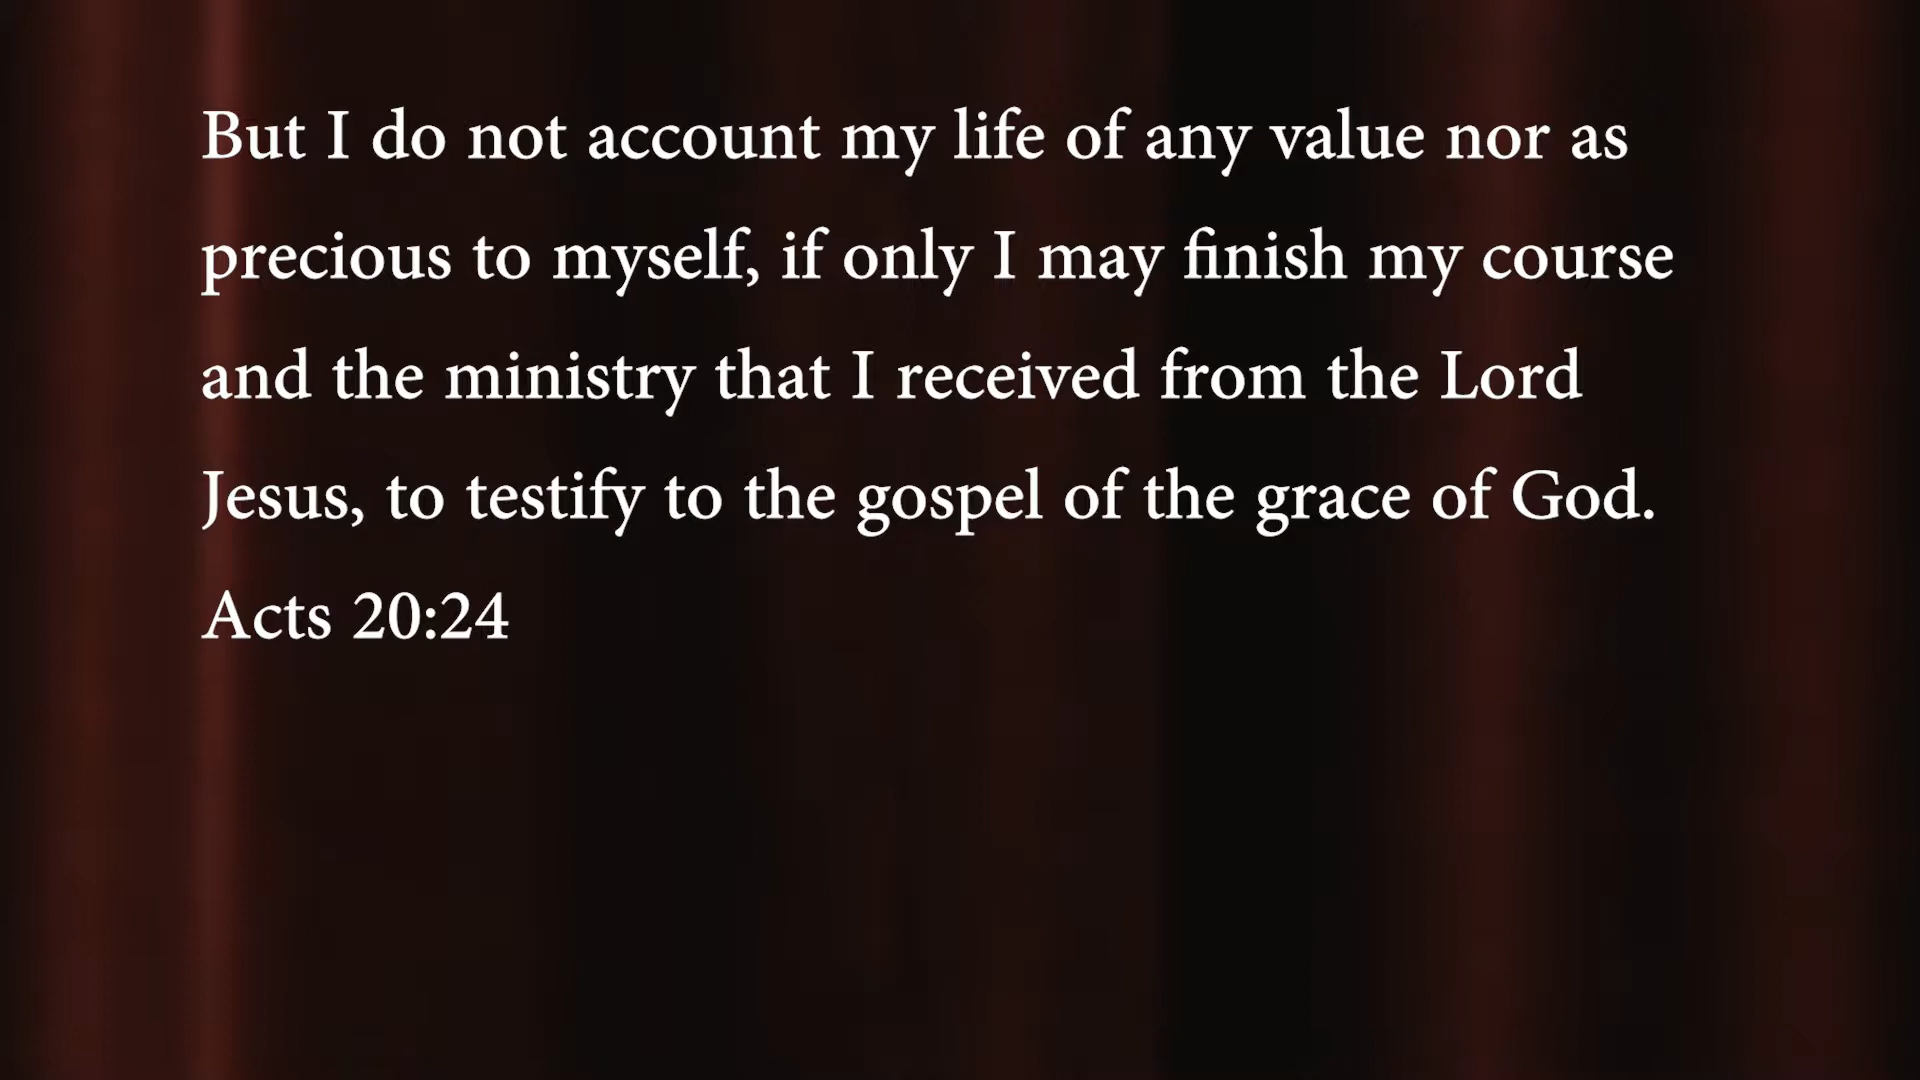 But I do not account my life of any value nor as
precious to myself, if only I may finish my course
and the ministry that I received from the Lord
Jesus, to testify to the gospel of the grace of God.
Acts 20:24